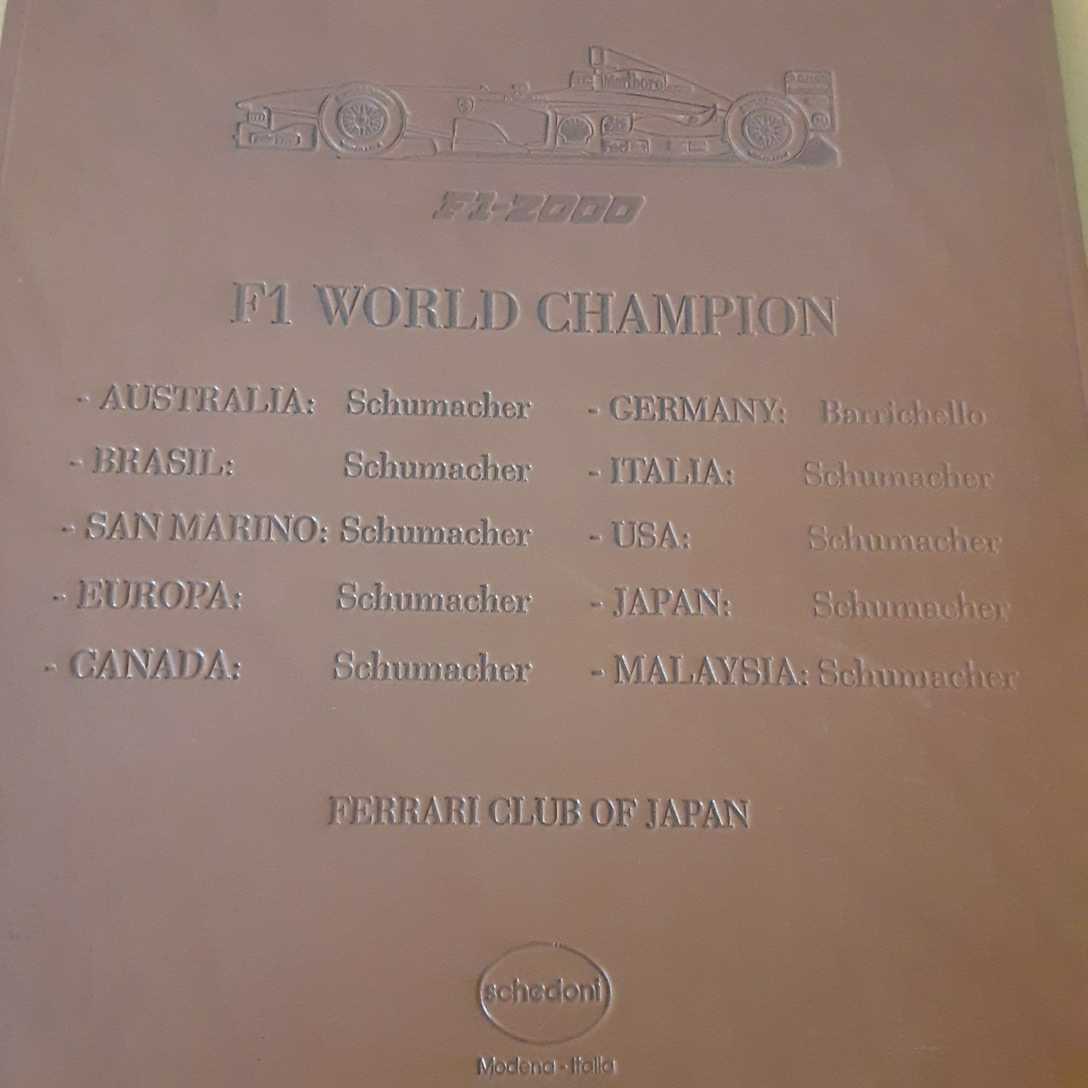 Marlboro
F1-2000
F1 WORLD CHAMPION
- AUSTRALIA: Schumacher - GERMANY: Barrichello
- BRASIL: Schumacher - ITALIA: Schumacher
- SAN MARINO: Schumacher - USA: Schumacher
- EUROPA: Schumacher - JAPAN: Schumacher
- CANADA: Schumacher - MALAYSIA: Schumacher
FERRARI CLUB OF JAPAN
schedoni
Modena - Italia